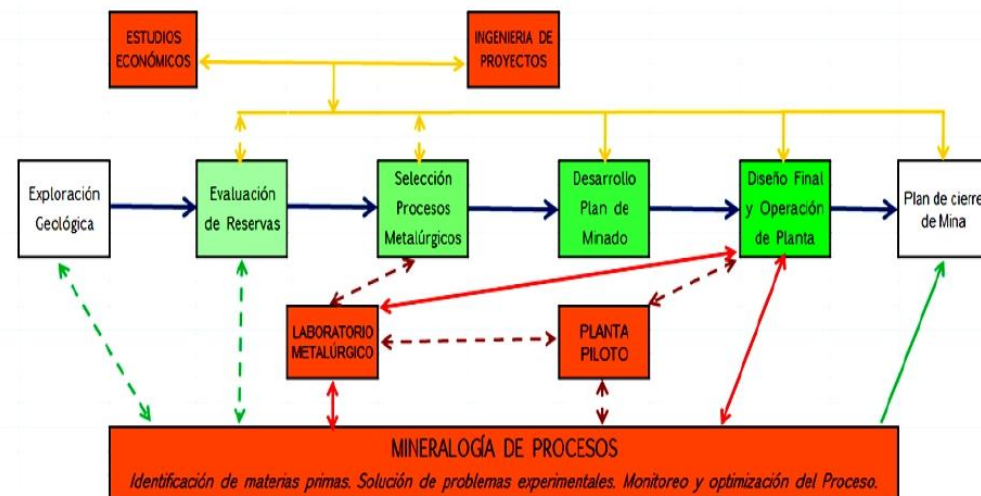 ESTUDIOS
ECONÓMICOS
INGENIERIA DE
PROYECTOS
Exploración
Geológica
Evaluación
de Reservas
Selección
Procesos
Metalúrgicos
Desarrollo
Plan de
Minado
Diseño Final
y Operación
de Planta
Plan de cierre
de Mina
LABORATORIO
METALÚRGICO
PLANTA
PILOTO
MINERALOGÍA DE PROCESOS
Identificación de materias primas. Solución de problemas experimentales. Monitoreo y optimización del Proceso.